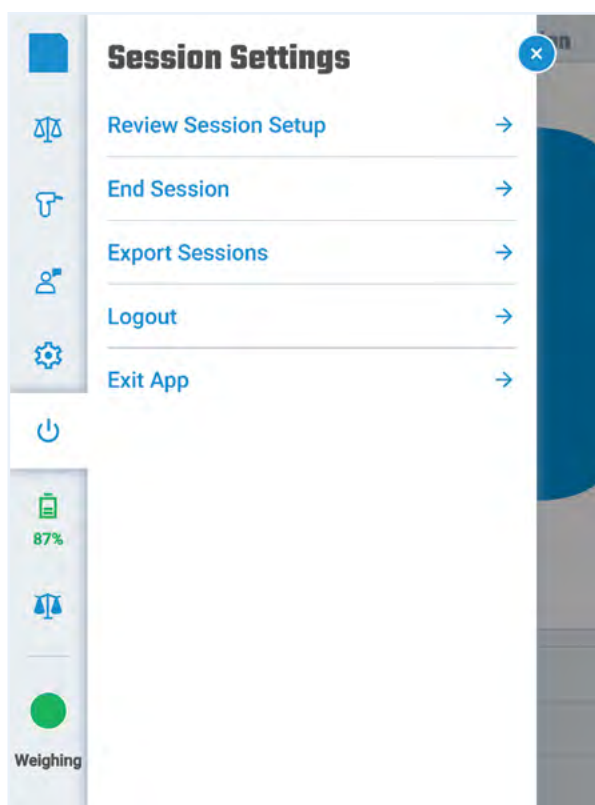 Session Settings
Review Session Setup
End Session
Export Sessions
Logout
Exit App
87%
Weighing